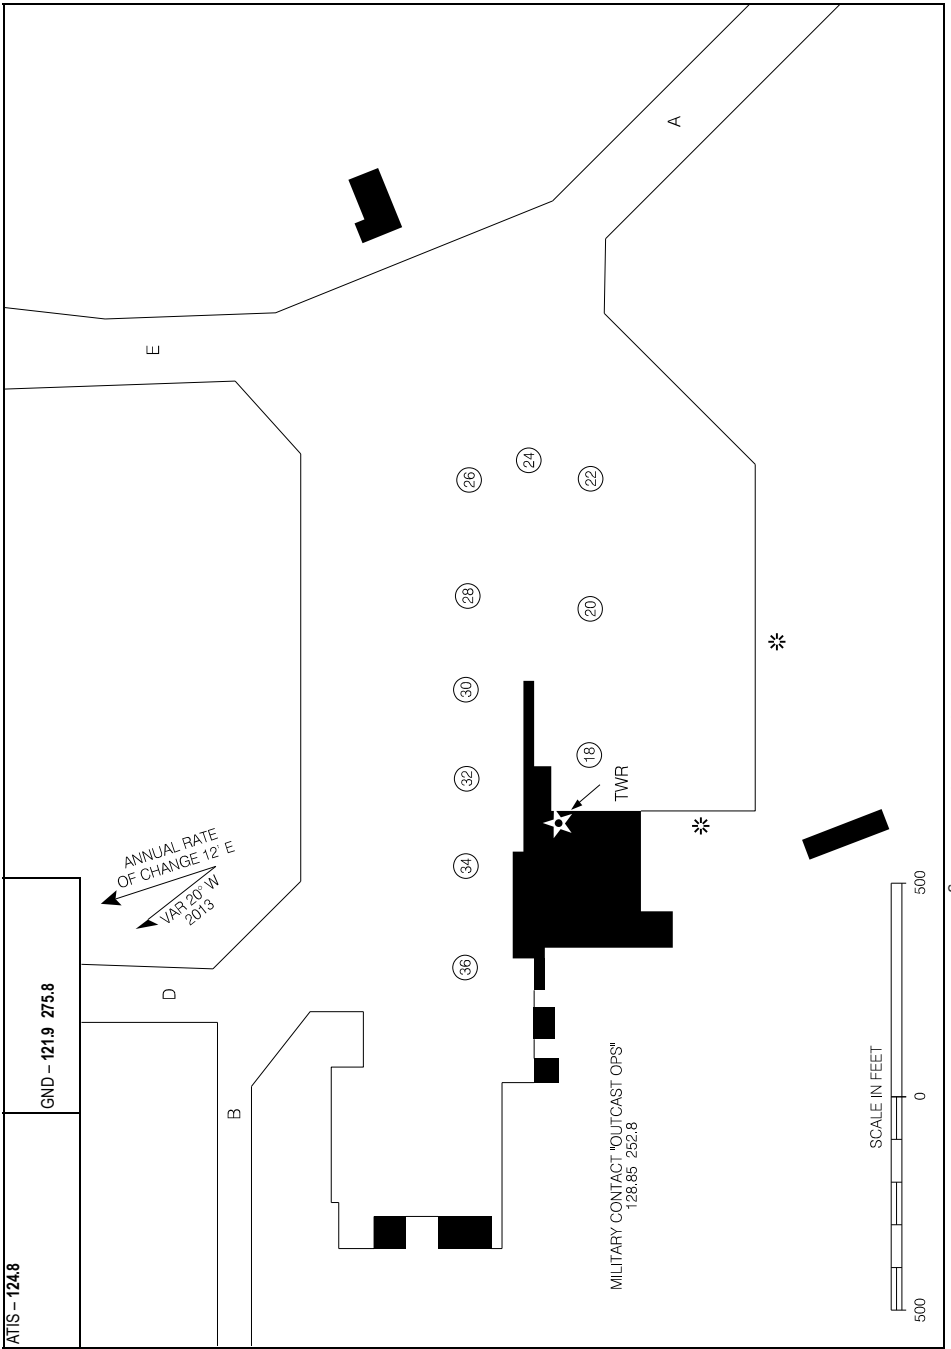 ATIS – 124.8
GND – 121.9 275.8
ANNUAL RATE
OF CHANGE 12' E
VAR 20° W
2013
A
E
D
B
26
24
22
28
20
30
32
18
34
36
TWR
MILITARY CONTACT "OUTCAST OPS"
128.85 252.8
SCALE IN FEET
500 0 500